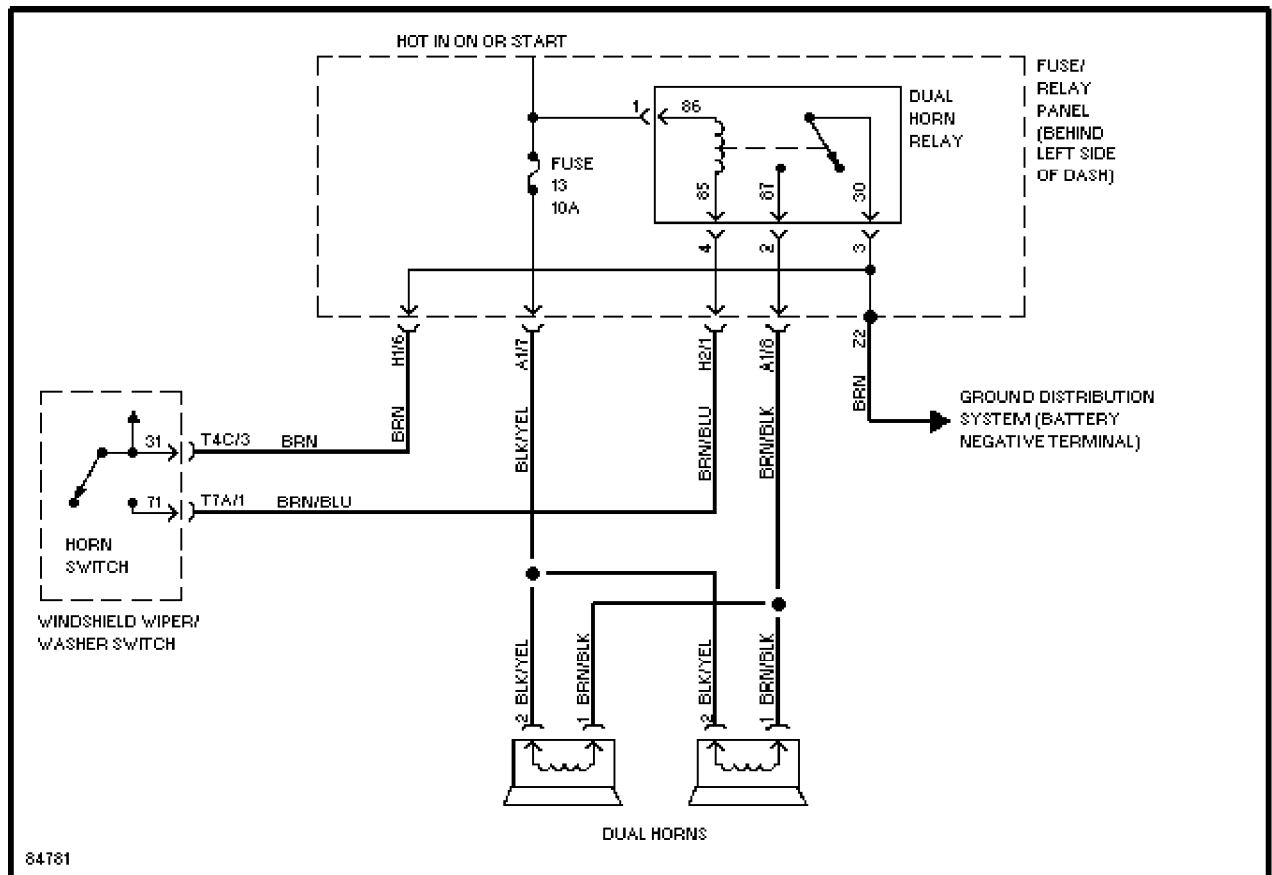 HOT IN ON OR START
FUSE/
RELAY
PANEL
(BEHIND
LEFT SIDE
OF DASH)
DUAL
HORN
RELAY
1
86
FUSE
13
10A
85
87
30
4
2
3
H1/6
A1/7
H2/1
A1/8
Z2
BRN
BLK/YEL
BRN/BLU
BRN/BLK
BRN
GROUND DISTRIBUTION
SYSTEM (BATTERY
NEGATIVE TERMINAL)
31
T4C/3
BRN
71
T7A/1
BRN/BLU
HORN
SWITCH
WINDSHIELD WIPER/
WASHER SWITCH
2 BLK/YEL
1 BRN/BLK
2 BLK/YEL
1 BRN/BLK
DUAL HORNS
84781